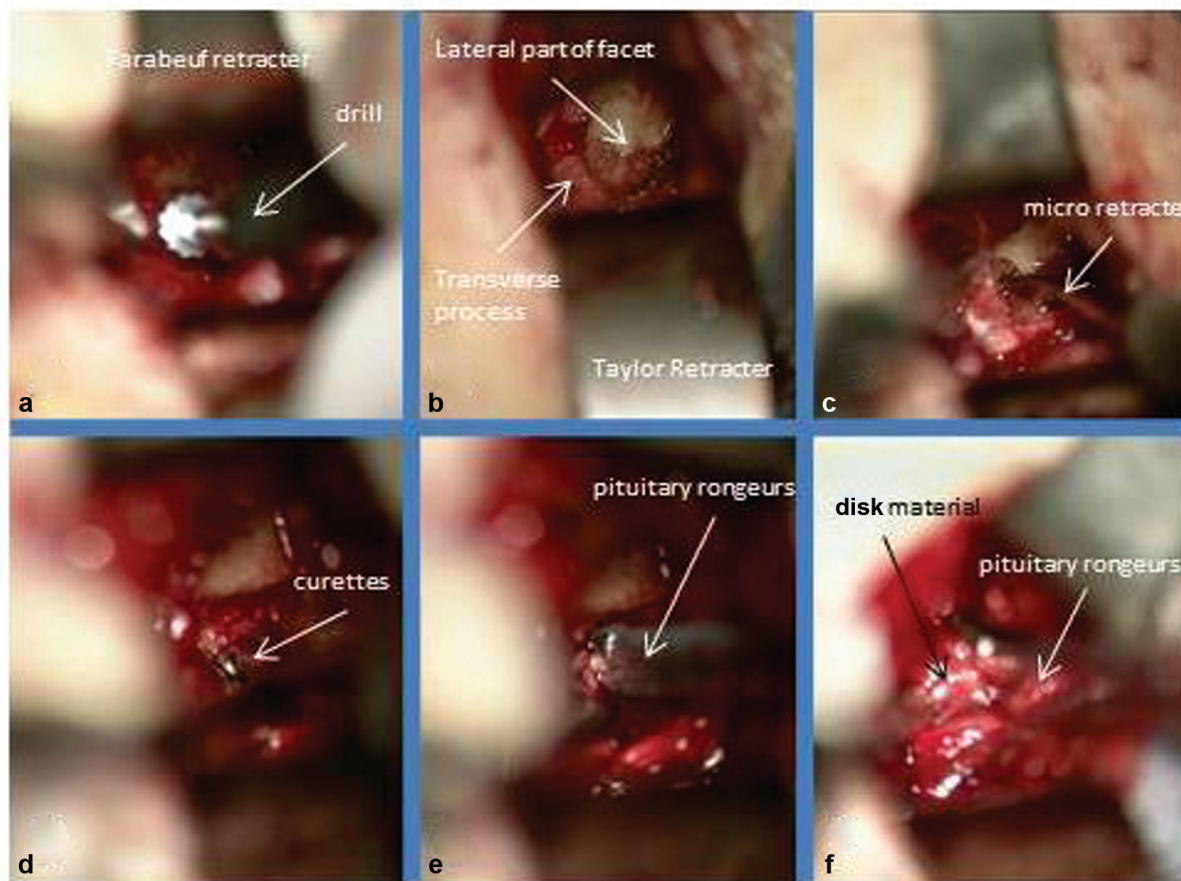 Farabeuf retracter
drill
a
Lateral part of facet
Transverse
process
Taylor Retracter
b
micro retracte
c
curettes
d
pituitary rongeurs
e
disk material
pituitary rongeurs
f